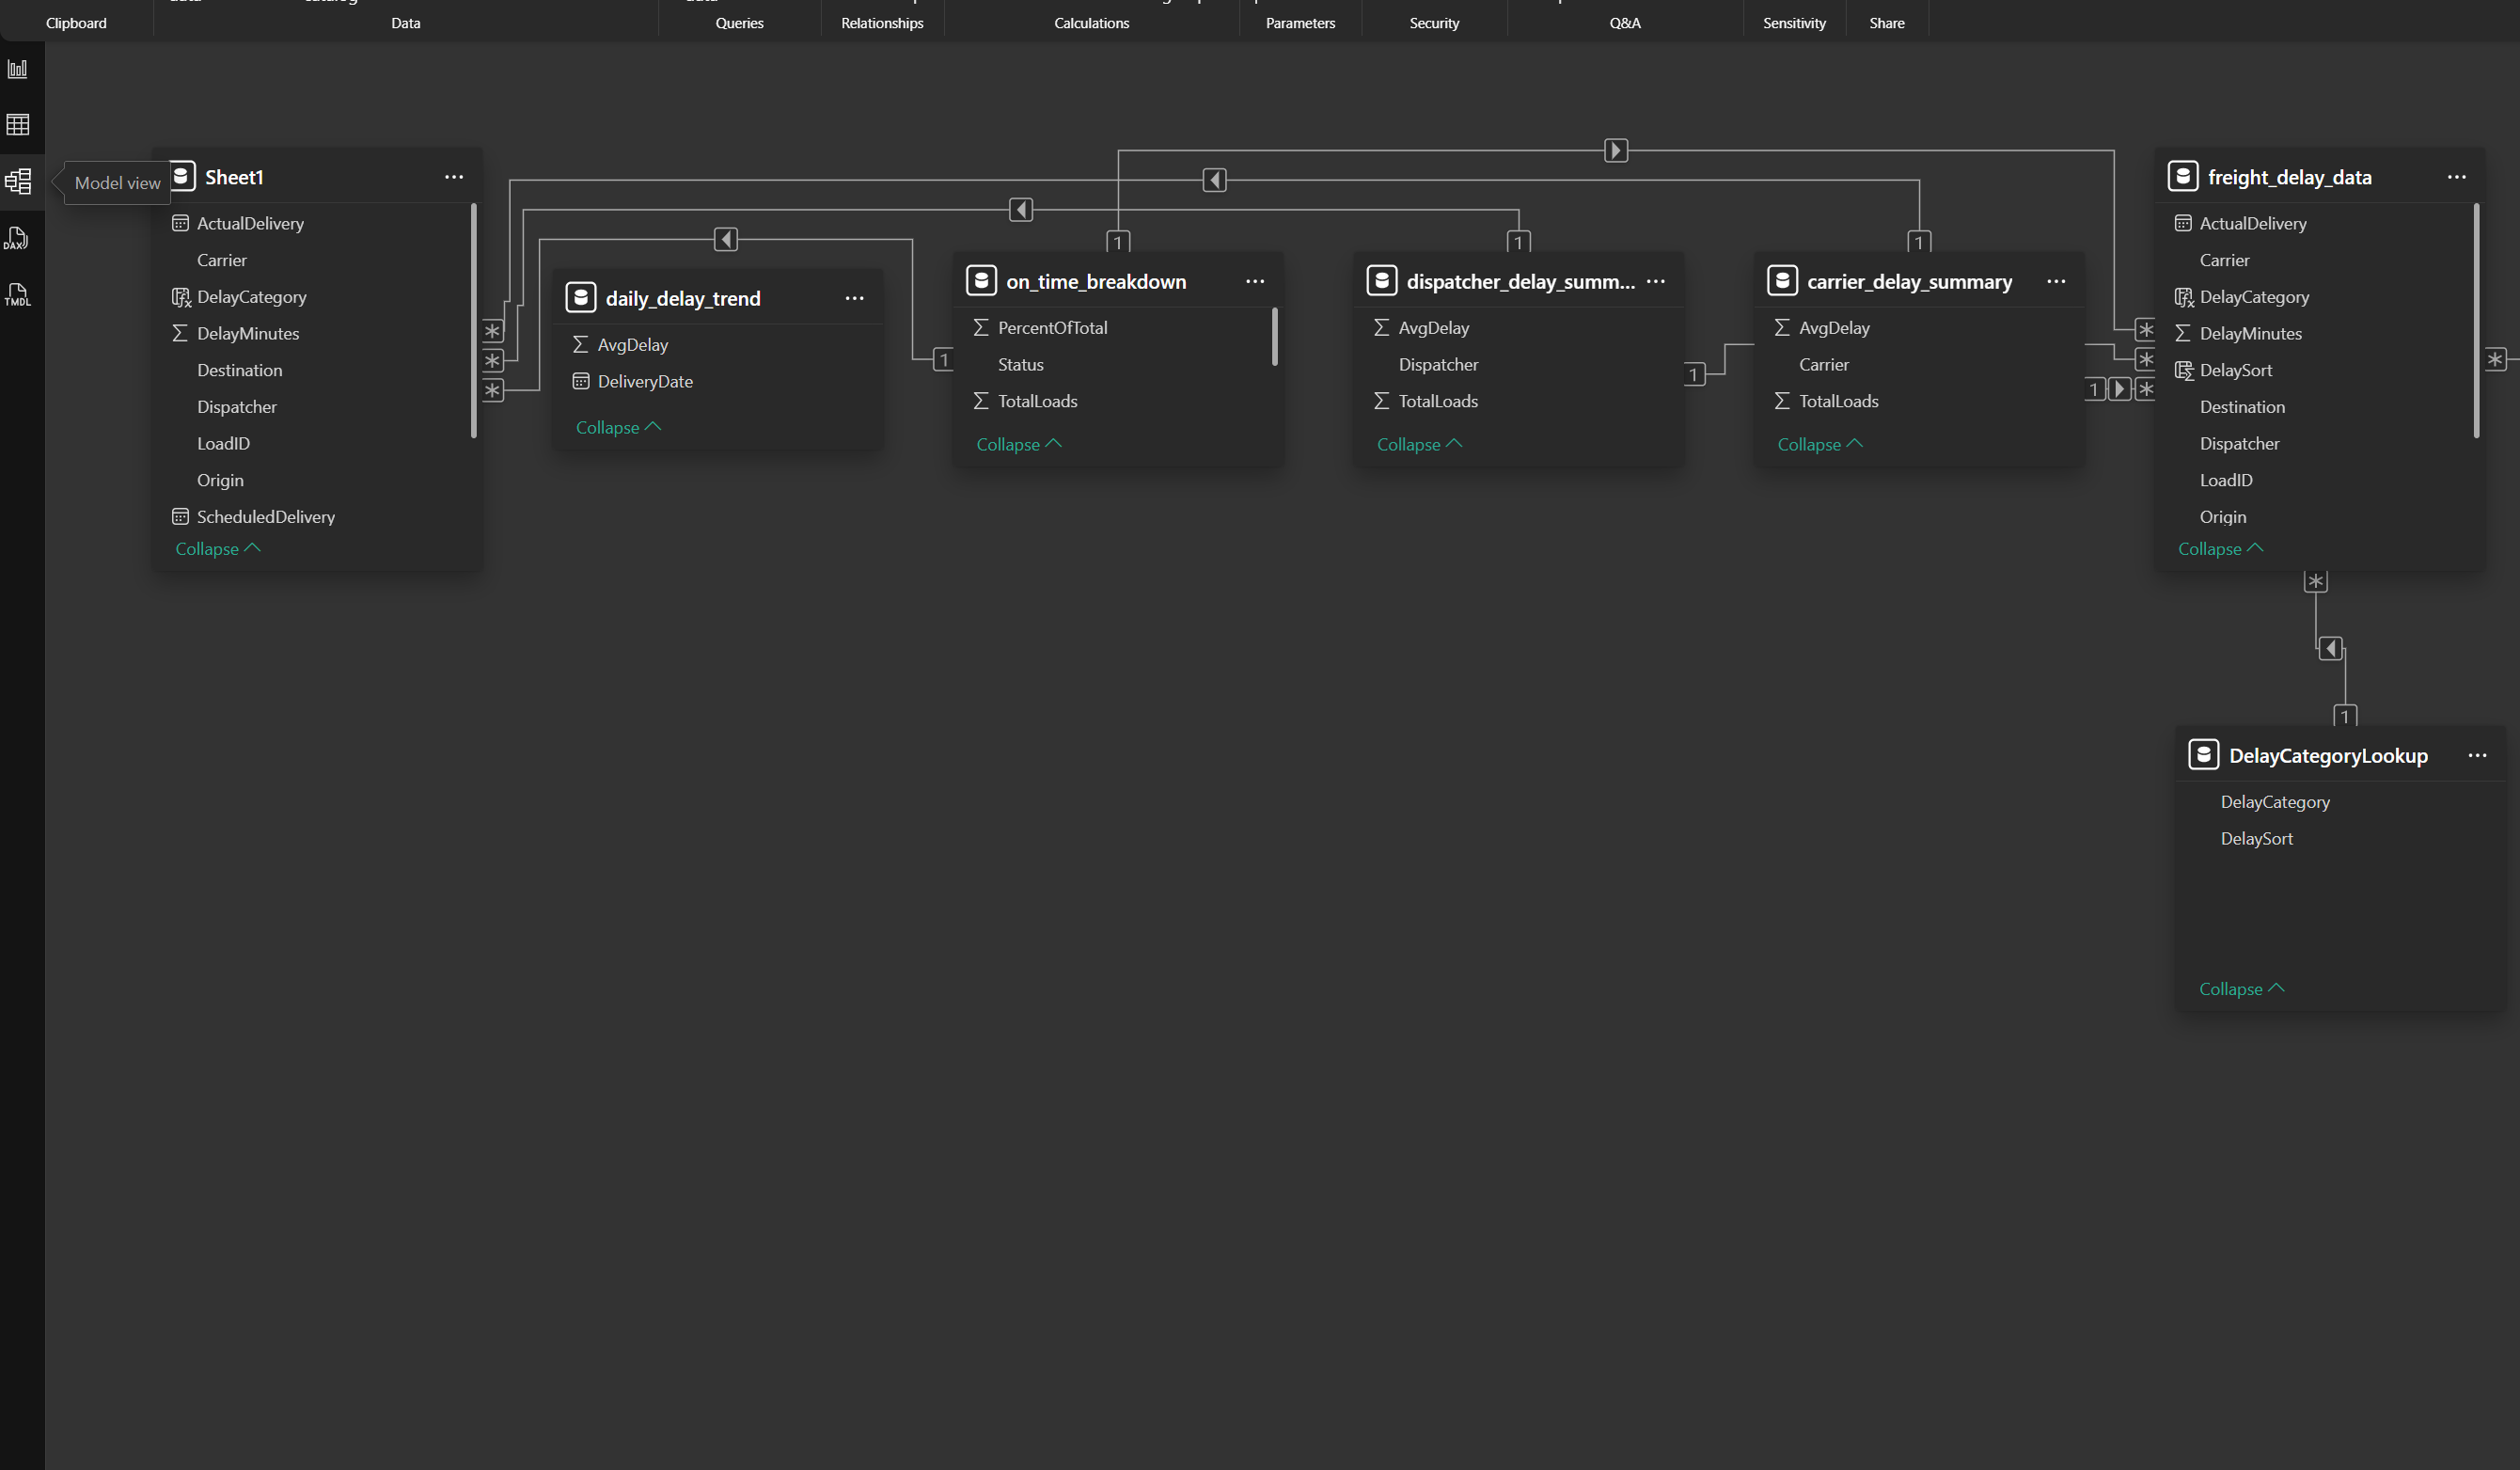 Clipboard
Data
Queries
Relationships
Calculations
Parameters
Security
Q&A
Sensitivity
Share
Model view
DAX
TMDL
Sheet1
ActualDelivery
Carrier
DelayCategory
DelayMinutes
Destination
Dispatcher
LoadID
Origin
ScheduledDelivery
Collapse
daily_delay_trend
AvgDelay
DeliveryDate
Collapse
on_time_breakdown
PercentOfTotal
Status
TotalLoads
Collapse
dispatcher_delay_summ...
AvgDelay
Dispatcher
TotalLoads
Collapse
carrier_delay_summary
AvgDelay
Carrier
TotalLoads
Collapse
freight_delay_data
ActualDelivery
Carrier
DelayCategory
DelayMinutes
DelaySort
Destination
Dispatcher
LoadID
Origin
Collapse
1
1
1
1
1
1
1
DelayCategoryLookup
DelayCategory
DelaySort
Collapse